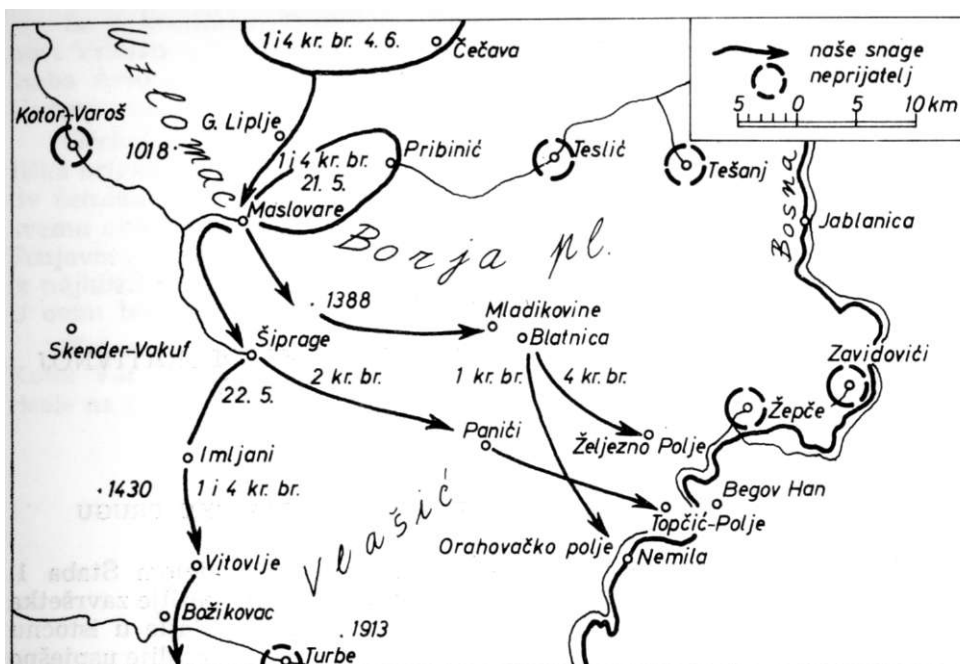 1 i 4 kr. br. 4. 6.
Čečava
naše snage
neprijatelj
5 0 5 10 km
Uzlomac
Kotor-Varoš
1018
G. Liplje
1 i 4 kr. br.
21. 5.
Pribinić
Teslić
Tešanj
Bosna
Maslovare
Borja pl.
Jablanica
1388
Mladikovine
Blatnica
Skender-Vakuf
Šiprage
22. 5.
2 kr. br.
1 kr. br.
4 kr. br.
Zavidovići
Žepče
Panići
Željezno Polje
Imljani
1430
1 i 4 kr. br.
Vlašić
Begov Han
Topčić-Polje
Orahovačko polje
Nemila
Vitovlje
Božikovac
1913
Turbe